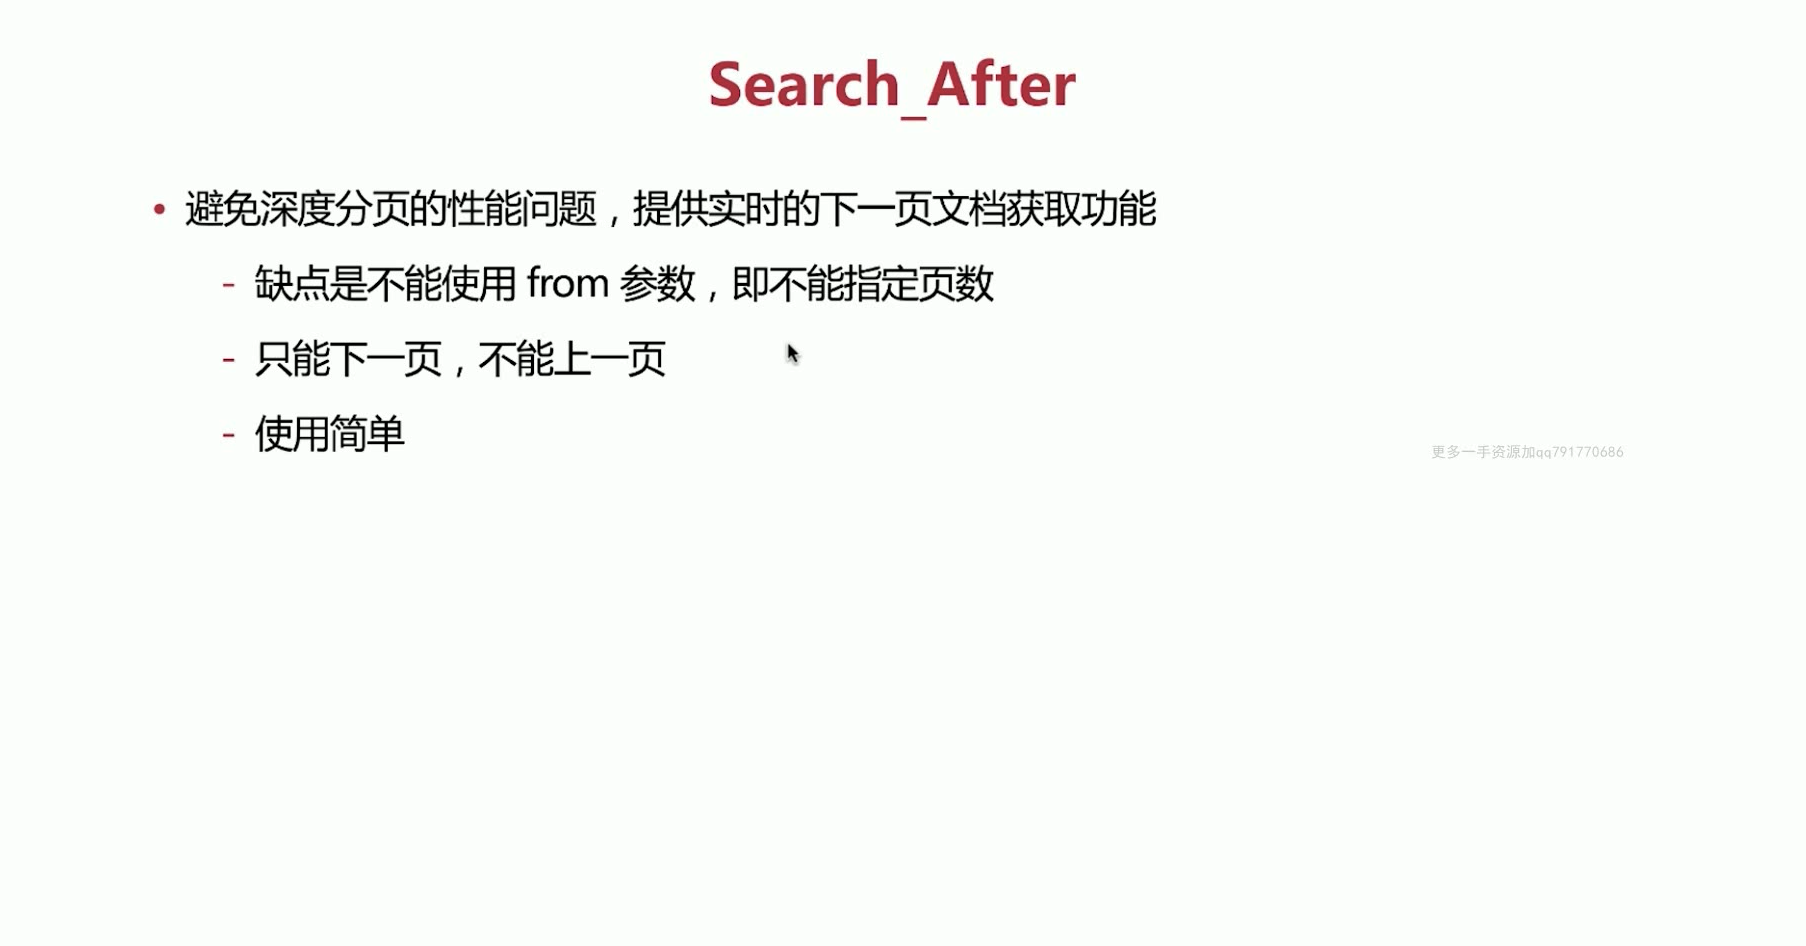 Search_After
• 避免深度分页的性能问题，提供实时的下一页文档获取功能
- 缺点是不能使用 from 参数，即不能指定页数
- 只能下一页，不能上一页
- 使用简单
更多一手资源加qq791770686